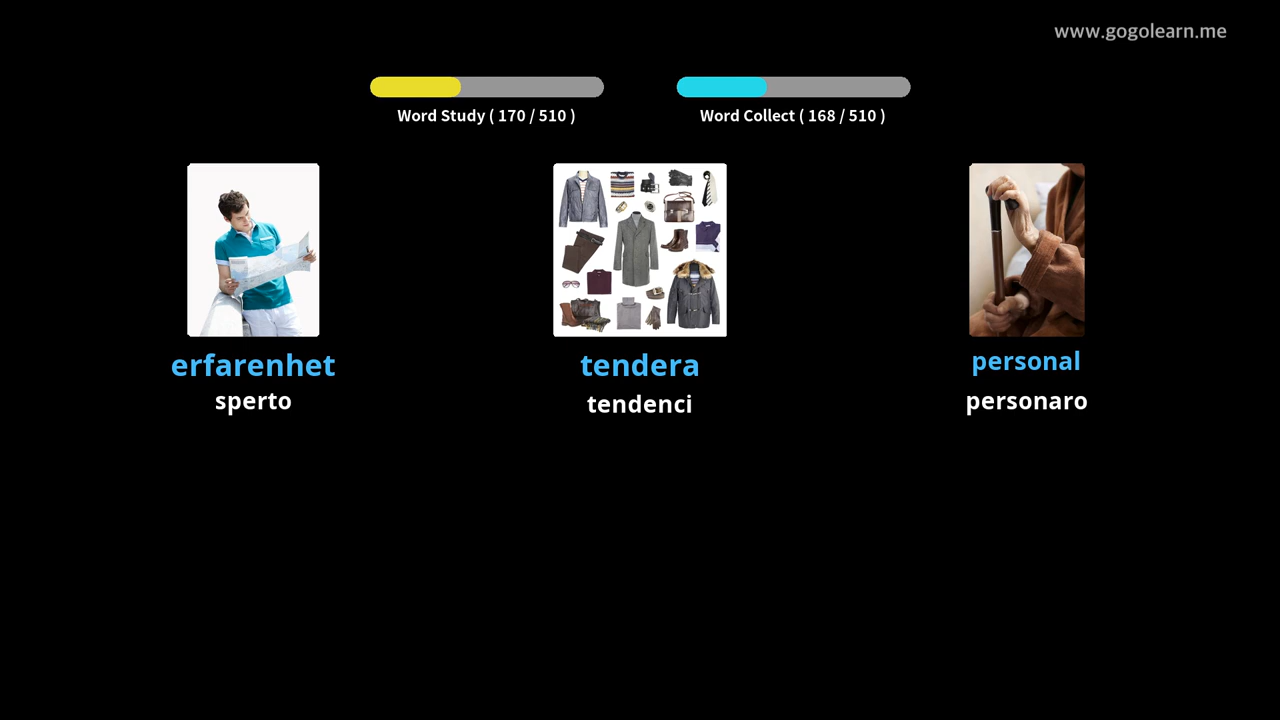 www.gogolearn.me
Word Study ( 170 / 510 )
Word Collect ( 168 / 510 )
erfarenhet
sperto
tendera
tendenci
personal
personaro